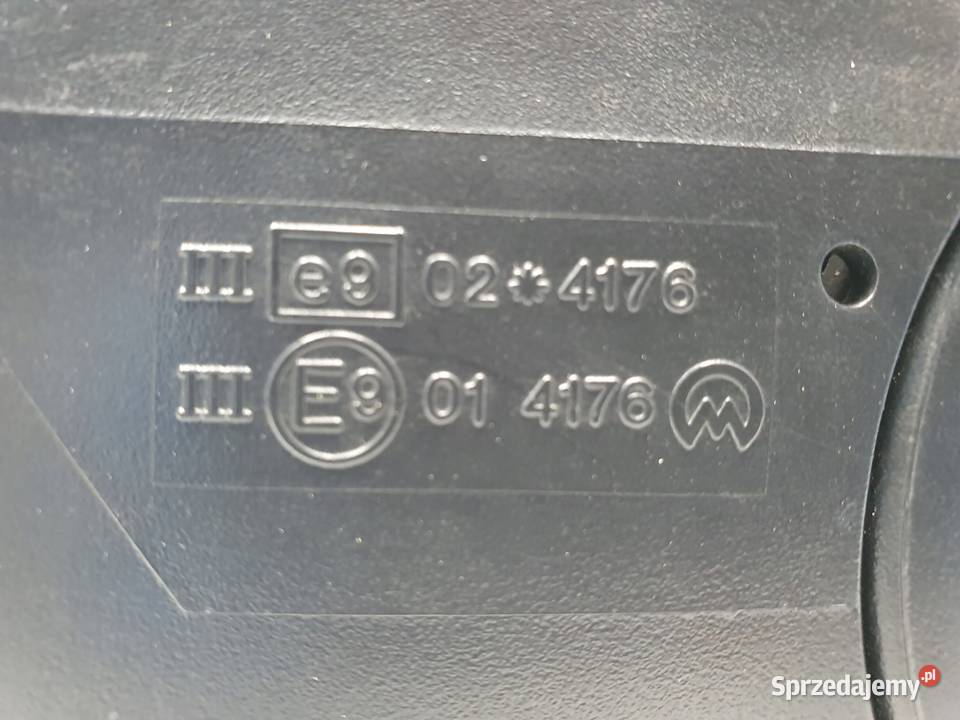 III e9 02*4176
III E9 01 4176 M
Sprzedajemy.pl